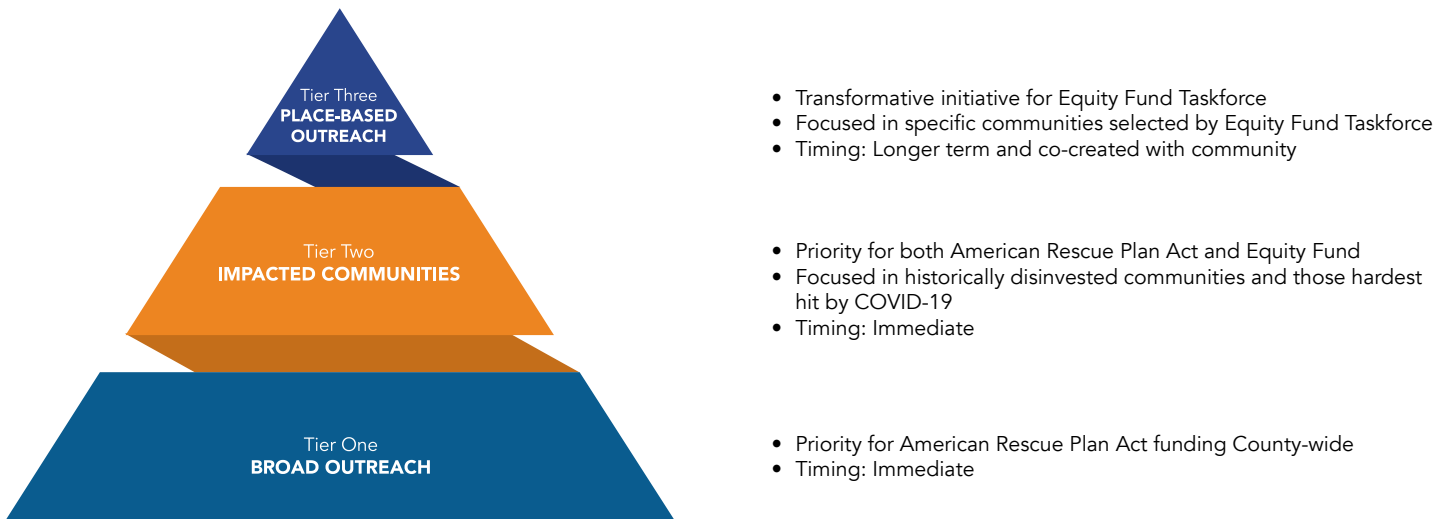 Tier Three
PLACE-BASED
OUTREACH
• Transformative initiative for Equity Fund Taskforce
• Focused in specific communities selected by Equity Fund Taskforce
• Timing: Longer term and co-created with community
Tier Two
IMPACTED COMMUNITIES
• Priority for both American Rescue Plan Act and Equity Fund
• Focused in historically disinvested communities and those hardest
hit by COVID-19
• Timing: Immediate
Tier One
BROAD OUTREACH
• Priority for American Rescue Plan Act funding County-wide
• Timing: Immediate